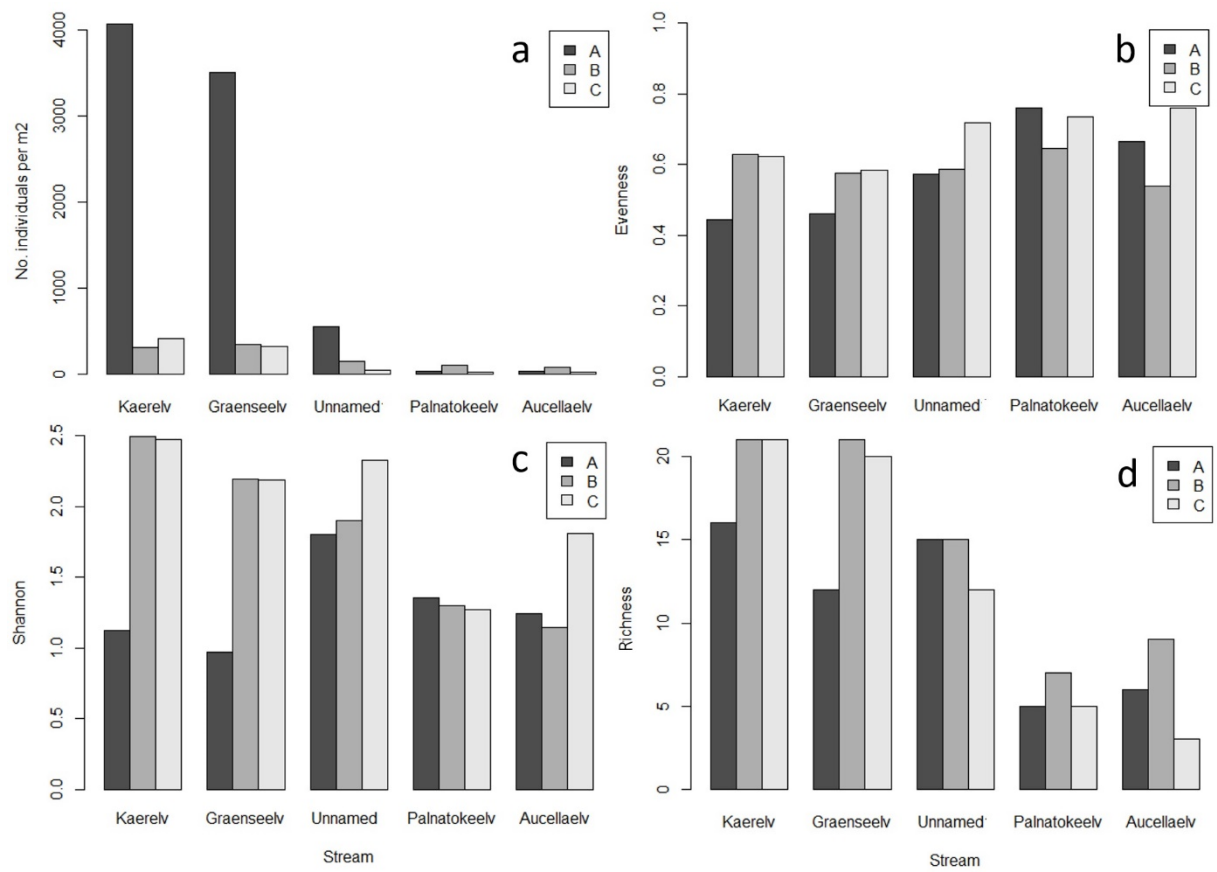 a
A
B
C
No. individuals per m2
4000
3000
2000
1000
0
Kaerelv Graenseelv Unnamed Palnatokeelv Aucellaelv
b
A
B
C
Evenness
1.0
0.8
0.6
0.4
0.2
0.0
Kaerelv Graenseelv Unnamed Palnatokeelv Aucellaelv
c
A
B
C
Shannon
2.5
2.0
1.5
1.0
0.5
0.0
Kaerelv Graenseelv Unnamed Palnatokeelv Aucellaelv
Stream
d
A
B
C
Richness
20
15
10
5
0
Kaerelv Graenseelv Unnamed Palnatokeelv Aucellaelv
Stream